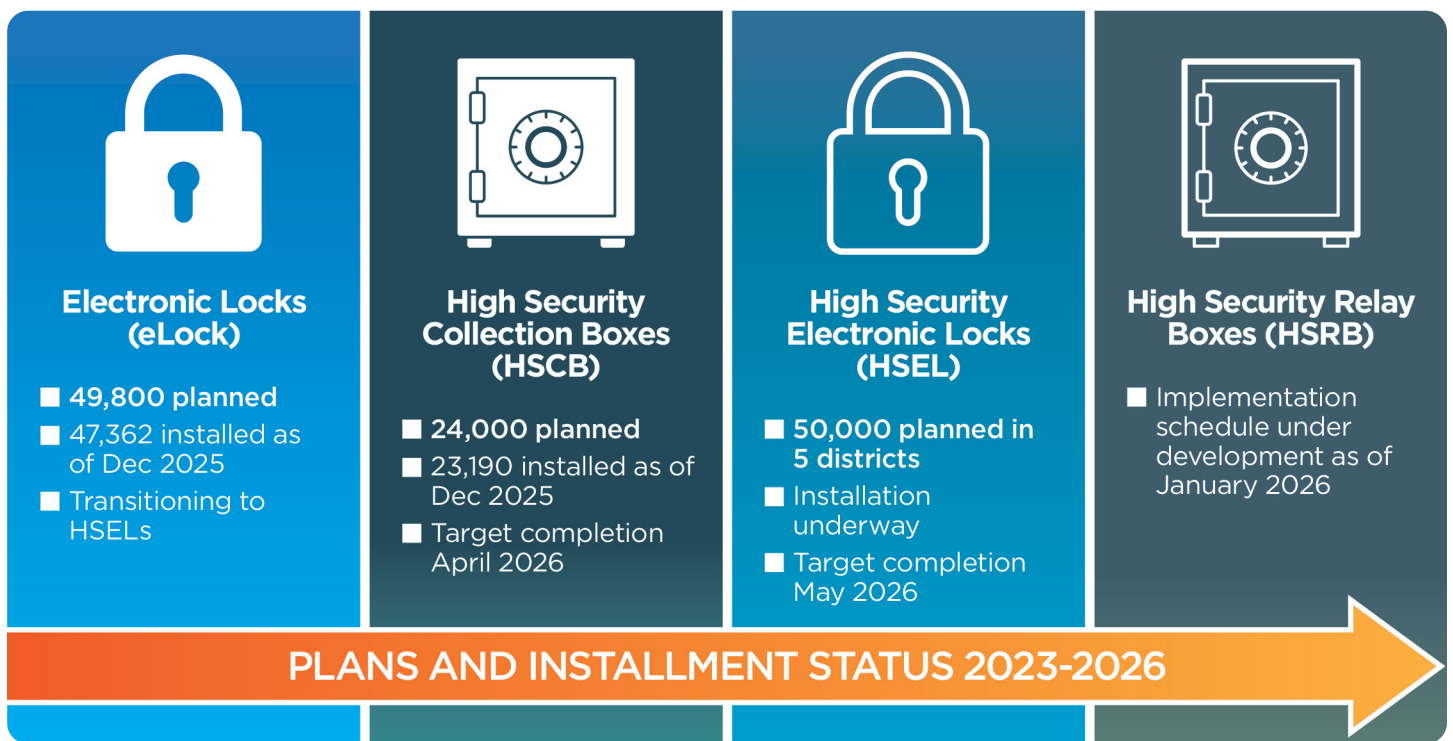 Electronic Locks
(eLock)
■ 49,800 planned
■ 47,362 installed as
of Dec 2025
■ Transitioning to
HSELs
High Security
Collection Boxes
(HSCB)
■ 24,000 planned
■ 23,190 installed as of
Dec 2025
■ Target completion
April 2026
High Security
Electronic Locks
(HSEL)
■ 50,000 planned in
5 districts
■ Installation
underway
■ Target completion
May 2026
High Security Relay
Boxes (HSRB)
■ Implementation
schedule under
development as of
January 2026
PLANS AND INSTALLMENT STATUS 2023-2026